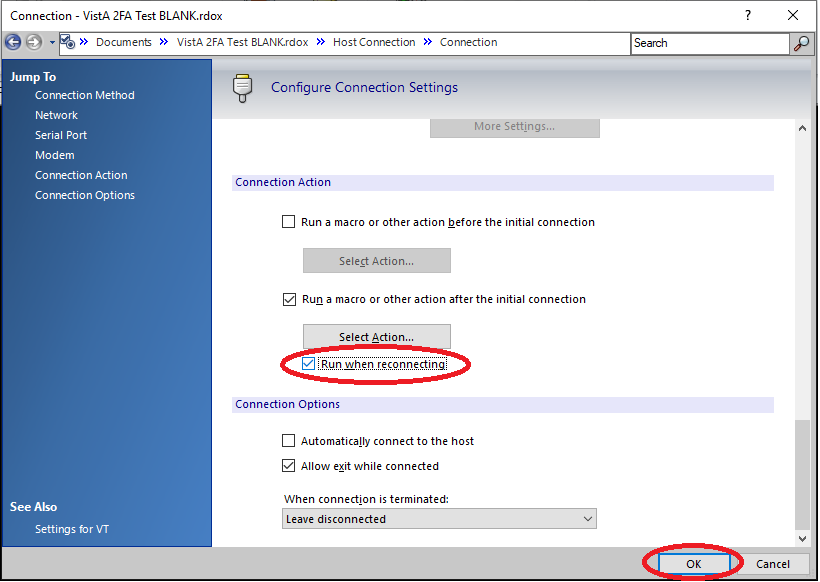 Connection - VistA 2FA Test BLANK.rdox
? 
» Documents » VistA 2FA Test BLANK.rdox » Host Connection » Connection
Search
Jump To
Connection Method
Network
Serial Port
Modem
Connection Action
Connection Options
See Also
Settings for VT
Configure Connection Settings
More Settings...
Connection Action
Run a macro or other action before the initial connection
Select Action...
Run a macro or other action after the initial connection
Select Action...
Run when reconnecting
Connection Options
Automatically connect to the host
Allow exit while connected
When connection is terminated:
Leave disconnected
OK
Cancel